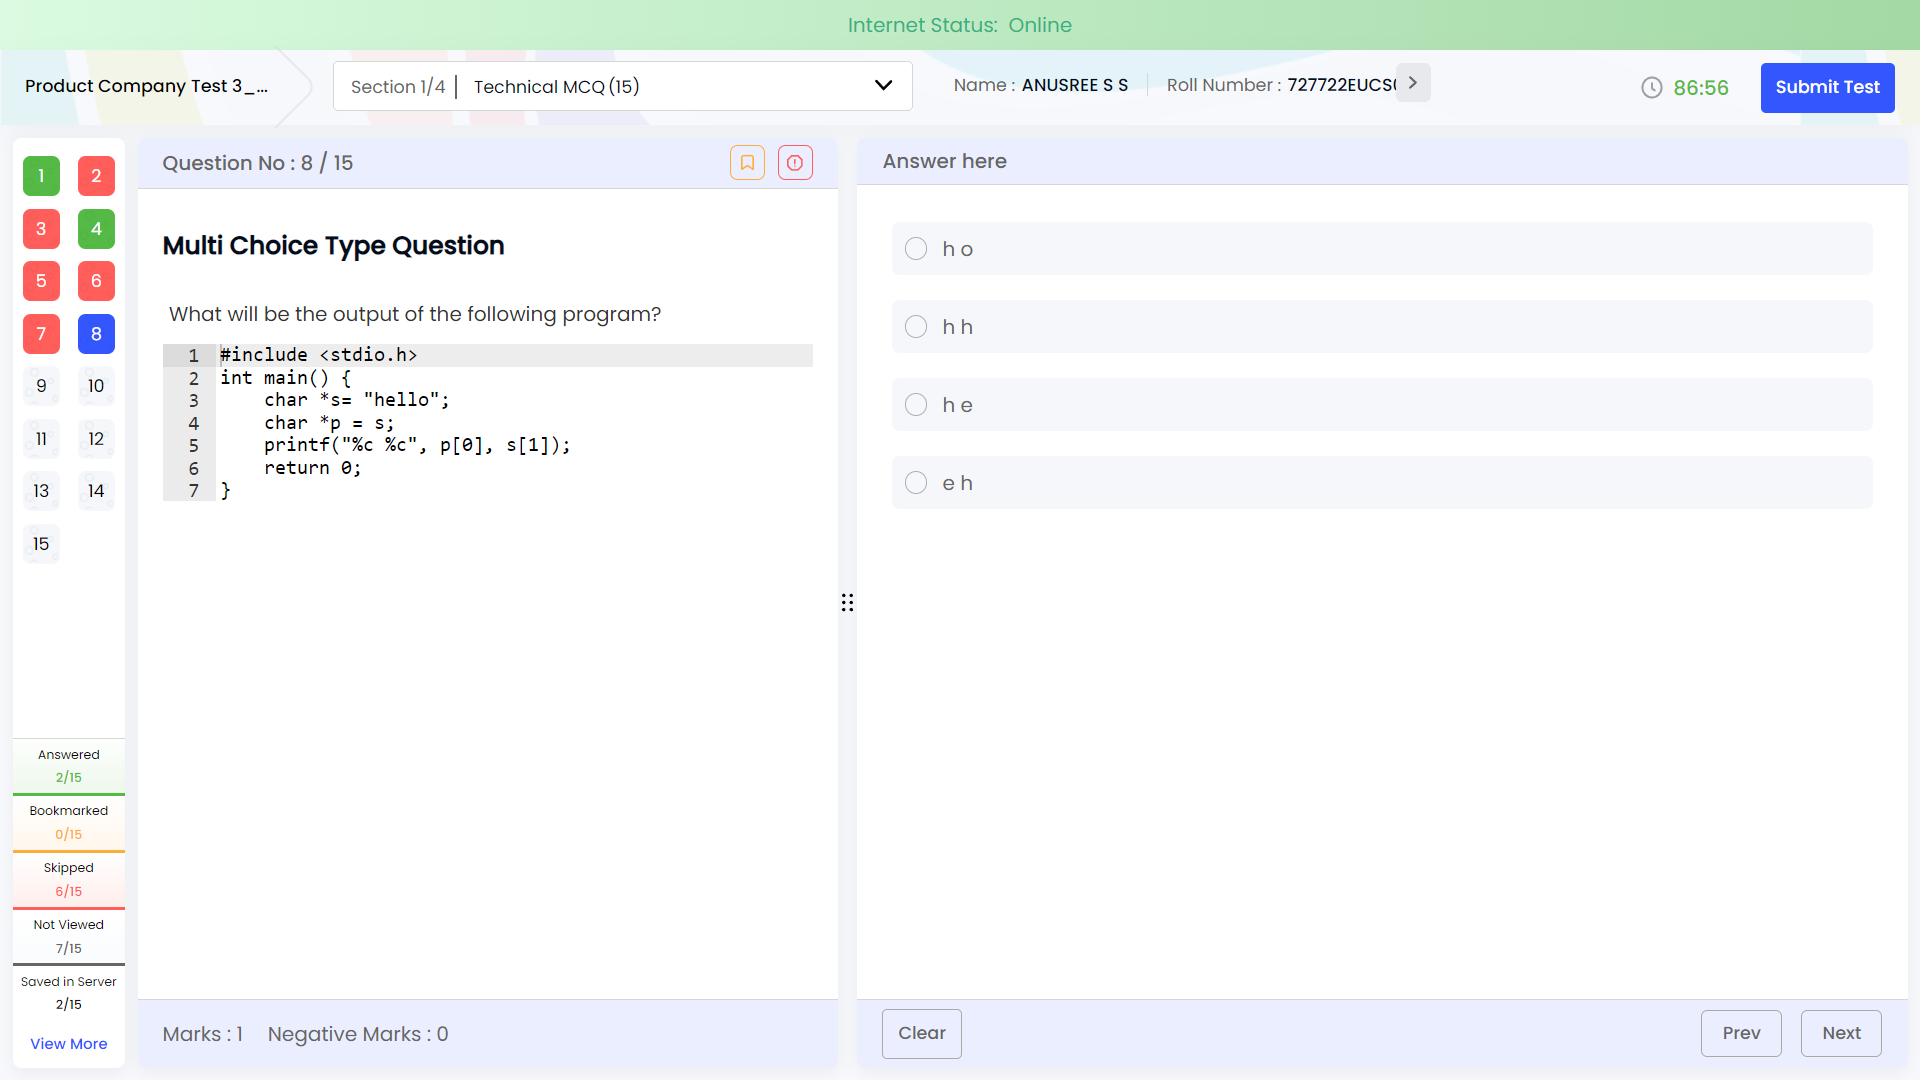 Internet Status: Online
Product Company Test 3_...
Section 1/4 | Technical MCQ (15)
Name : ANUSREE S S
Roll Number : 727722EUCS
86:56
Submit Test
1 2
3 4
5 6
7 8
9 10
11 12
13 14
15
Answered
2/15
Bookmarked
0/15
Skipped
6/15
Not Viewed
7/15
Saved in Server
2/15
View More
Question No : 8 / 15
Multi Choice Type Question
What will be the output of the following program?
1 #include <stdio.h>
2 int main() {
3     char *s= "hello";
4     char *p = s;
5     printf("%c %c", p[0], s[1]);
6     return 0;
7 }
Marks : 1 Negative Marks : 0
Answer here
h o
h h
h e
e h
Clear
Prev
Next